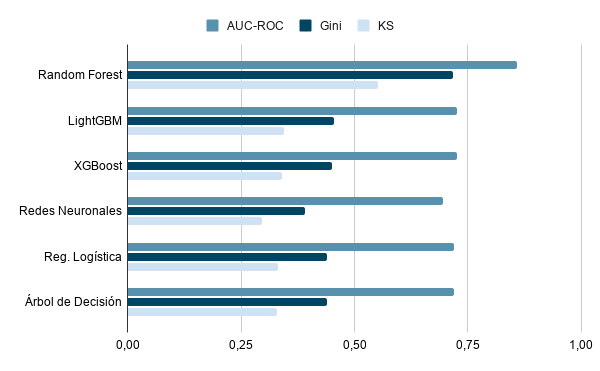 AUC-ROC Gini KS
Random Forest
LightGBM
XGBoost
Redes Neuronales
Reg. Logística
Árbol de Decisión
0,00 0,25 0,50 0,75 1,00